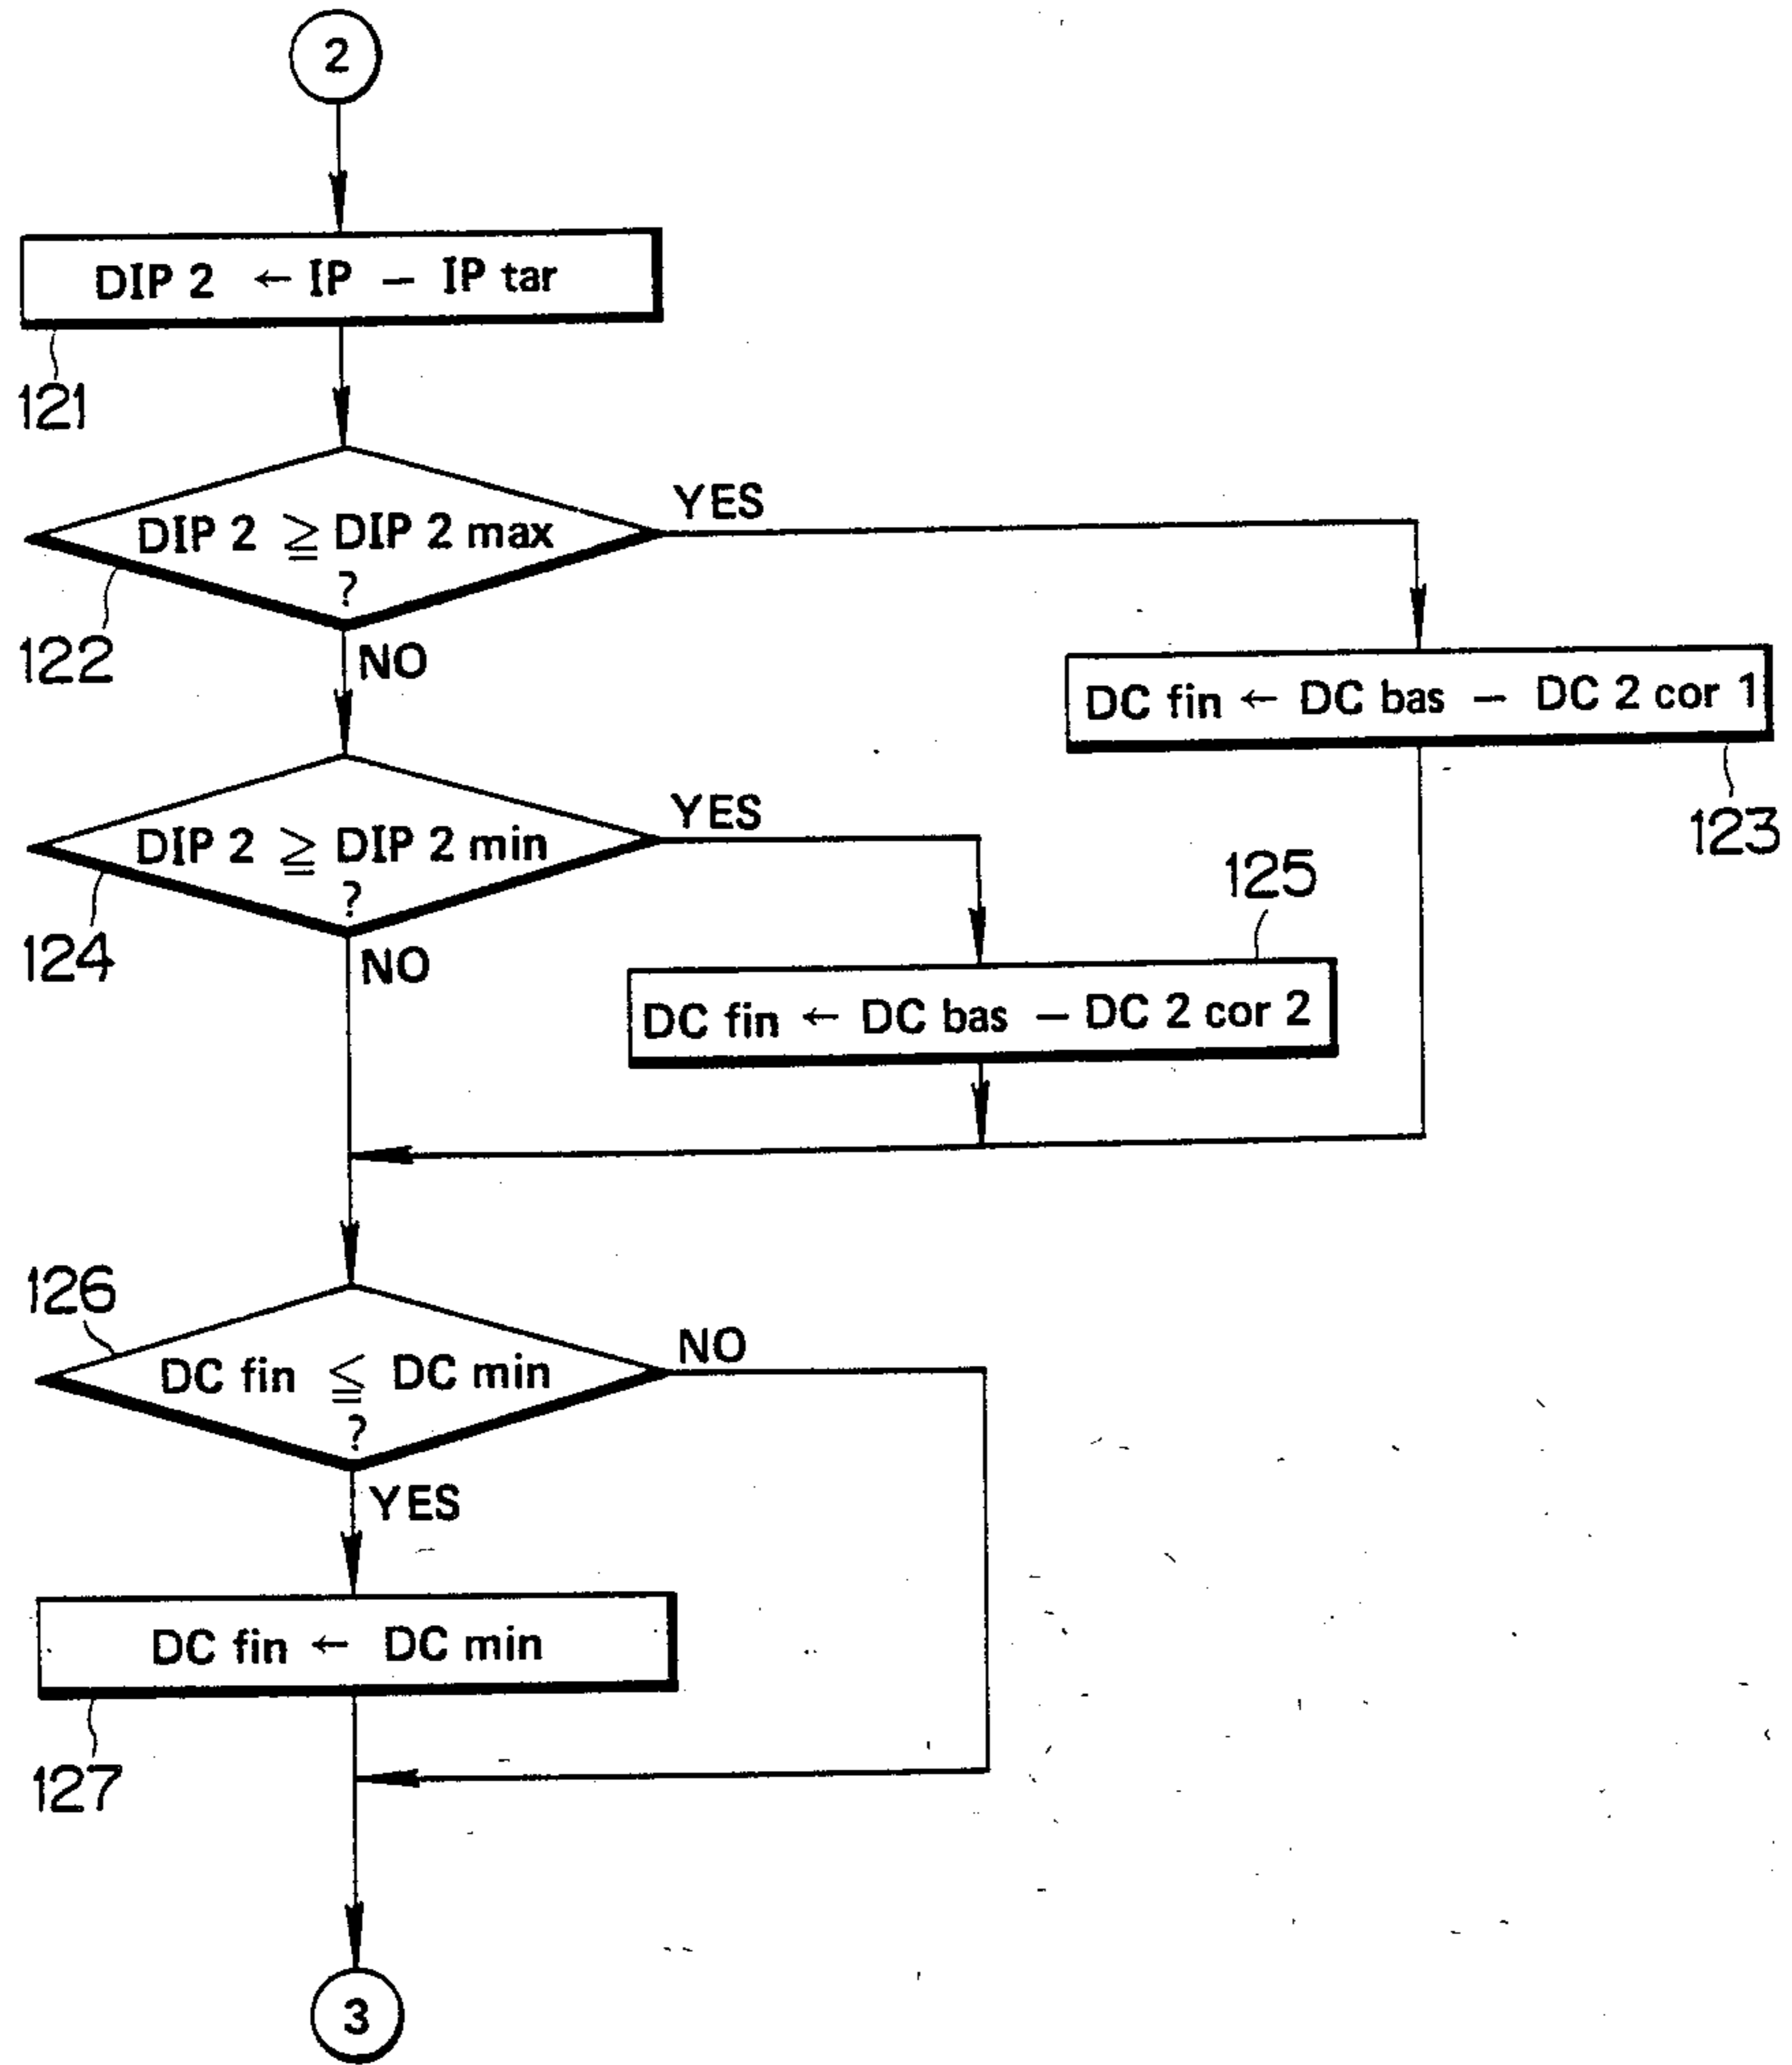 2
DIP 2 ← IP – IP tar
121
DIP 2 ≧ DIP 2 max
?
YES
122
NO
DC fin ← DC bas – DC 2 cor 1
123
DIP 2 ≧ DIP 2 min
?
YES
124
NO
125
DC fin ← DC bas – DC 2 cor 2
126
DC fin ≦ DC min
?
NO
YES
DC fin ← DC min
127
3